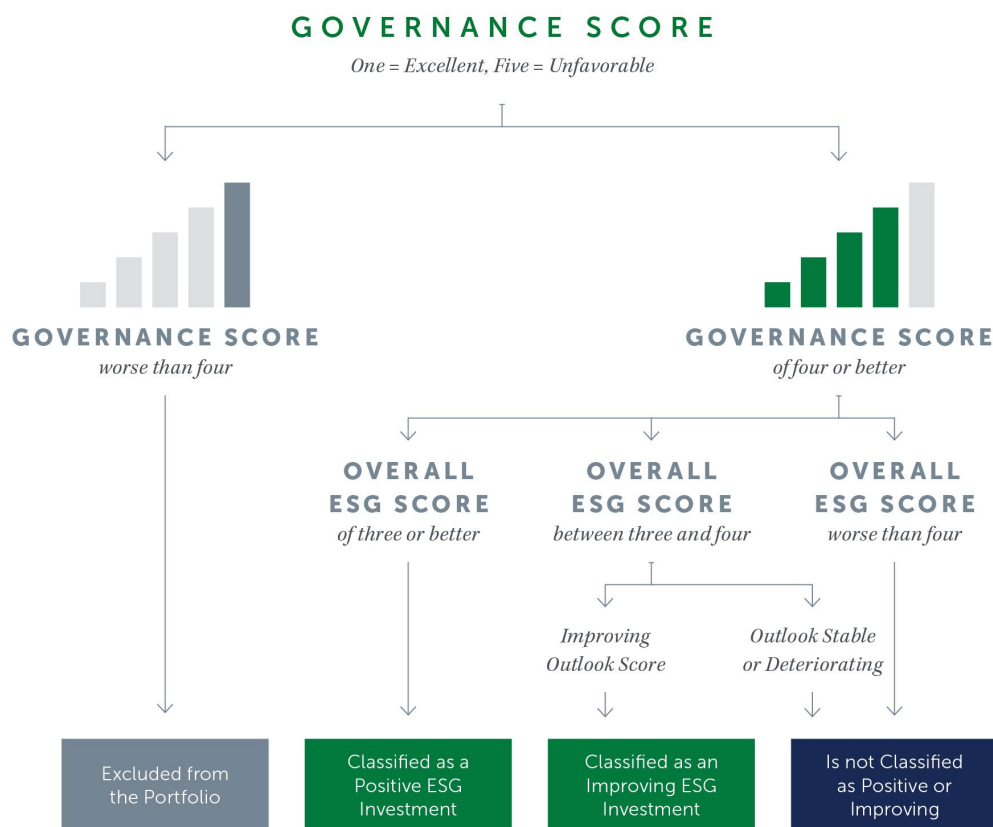 GOVERNANCE SCORE
One = Excellent, Five = Unfavorable
GOVERNANCE SCORE
worse than four
GOVERNANCE SCORE
of four or better
OVERALL
ESG SCORE
of three or better
OVERALL
ESG SCORE
between three and four
OVERALL
ESG SCORE
worse than four
Improving
Outlook Score
Outlook Stable
or Deteriorating
Excluded from
the Portfolio
Classified as a
Positive ESG
Investment
Classified as an
Improving ESG
Investment
Is not Classified
as Positive or
Improving